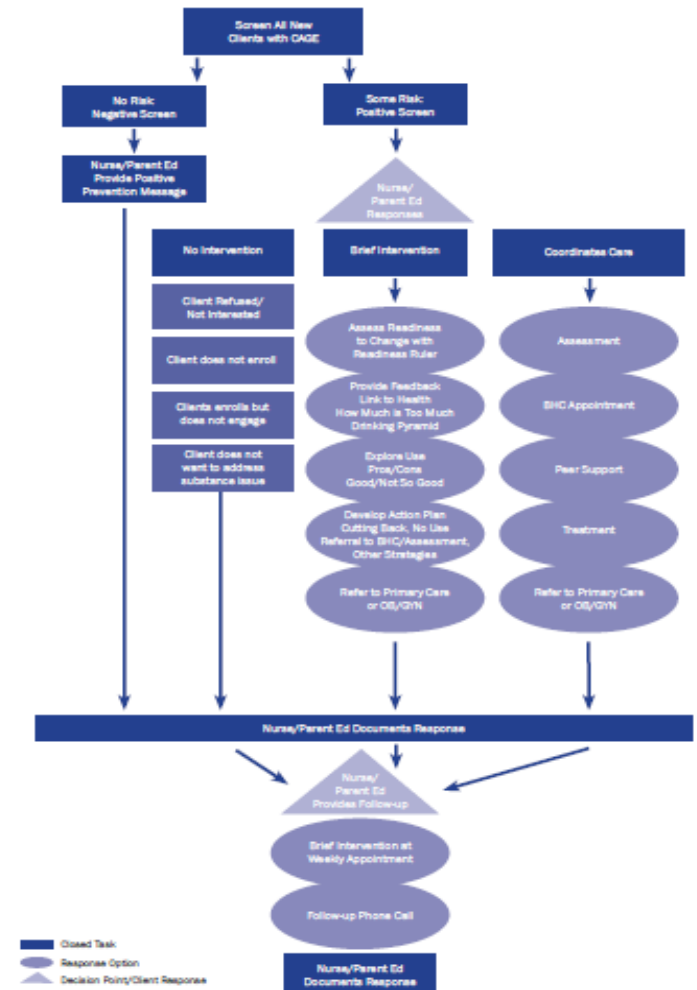 Screen All New
Clients with CAGE
No Risk:
Negative Screen
Some Risk:
Positive Screen
Nurse/Parent Ed
Provide Positive
Prevention Message
Nurse/
Parent Ed
Responses
No Intervention
Brief Intervention
Coordinates Care
Client Refused/
Not Interested
Client does not enroll
Clients enrolls but
does not engage
Client does not
want to address
substance issue
Assess Readiness
to Change with
Readiness Ruler
Provide Feedback
Link to Health
How Much is Too Much
Drinking Pyramid
Explore Use
Pros/Cons
Good/Not So Good
Develop Action Plan
Cutting Back, No Use
Referral to BHC/Assessment,
Other Strategies
Refer to Primary Care
or OB/GYN
Assessment
BHC Appointment
Peer Support
Treatment
Refer to Primary Care
or OB/GYN
Nurse/Parent Ed Documents Response
Nurse/
Parent Ed
Provides Follow-up
Brief Intervention at
Weekly Appointment
Follow-up Phone Call
Nurse/Parent Ed
Documents Response
Closed Task
Response Option
Decision Point/Client Response